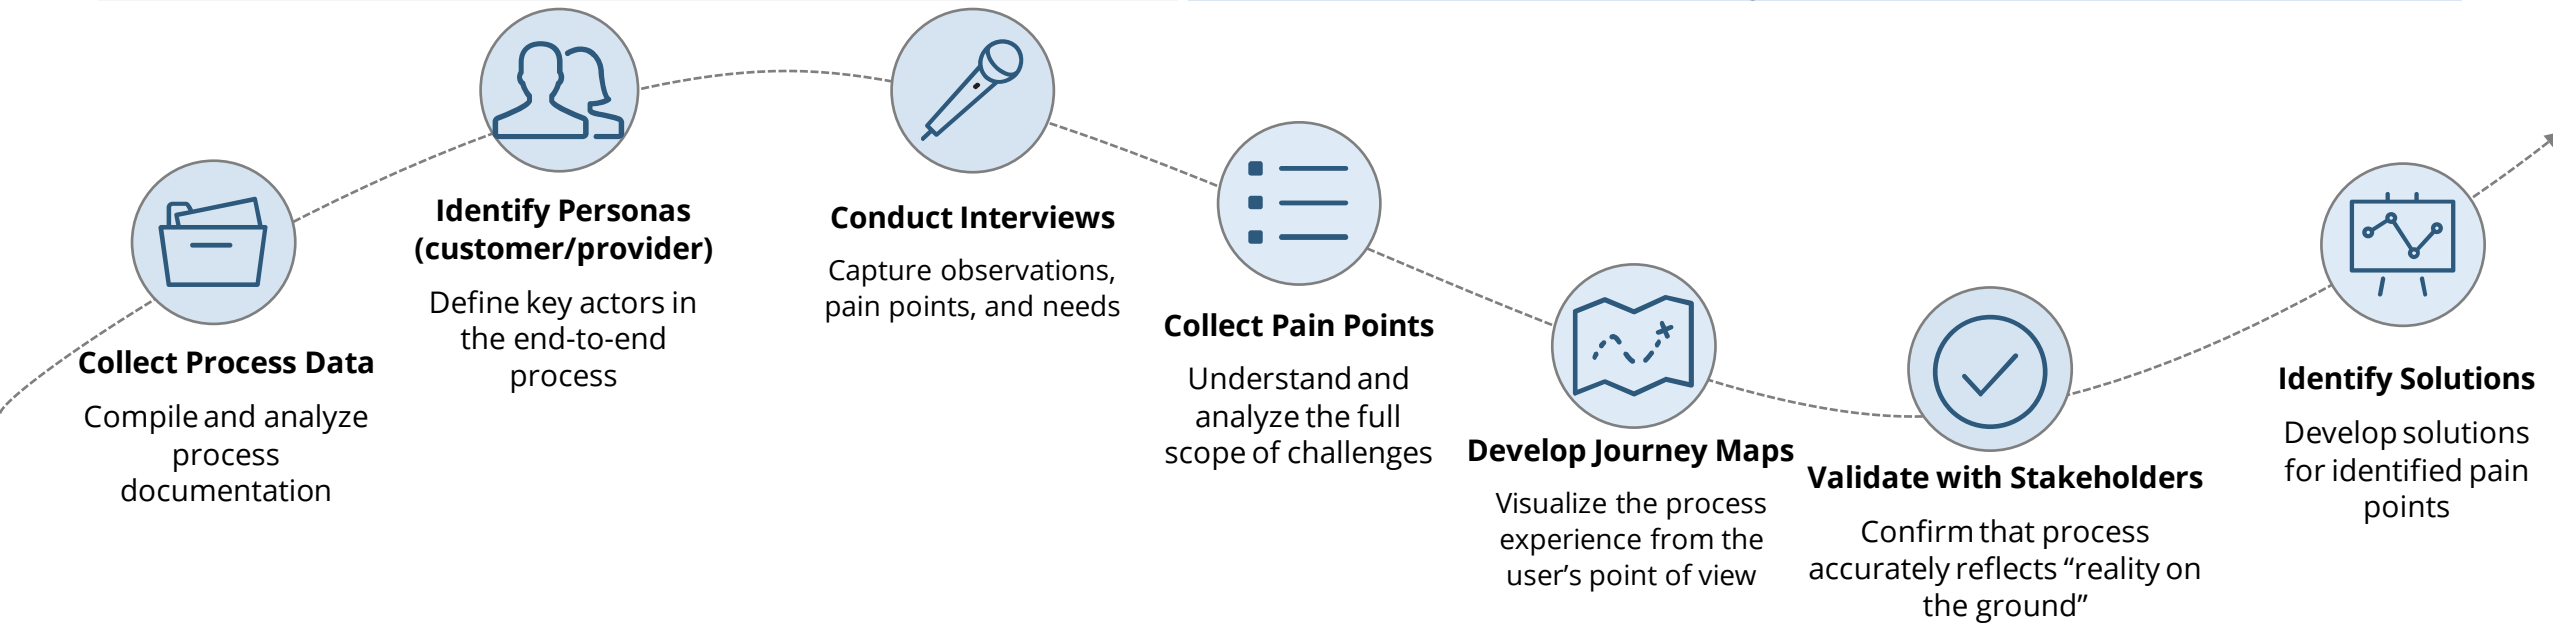 Collect Process Data
Compile and analyze
process
documentation
Identify Personas
(customer/provider)
Define key actors in
the end-to-end
process
Conduct Interviews
Capture observations,
pain points, and needs
Collect Pain Points
Understand and
analyze the full
scope of challenges
Develop Journey Maps
Visualize the process
experience from the
user’s point of view
Validate with Stakeholders
Confirm that process
accurately reflects “reality on
the ground”
Identify Solutions
Develop solutions
for identified pain
points